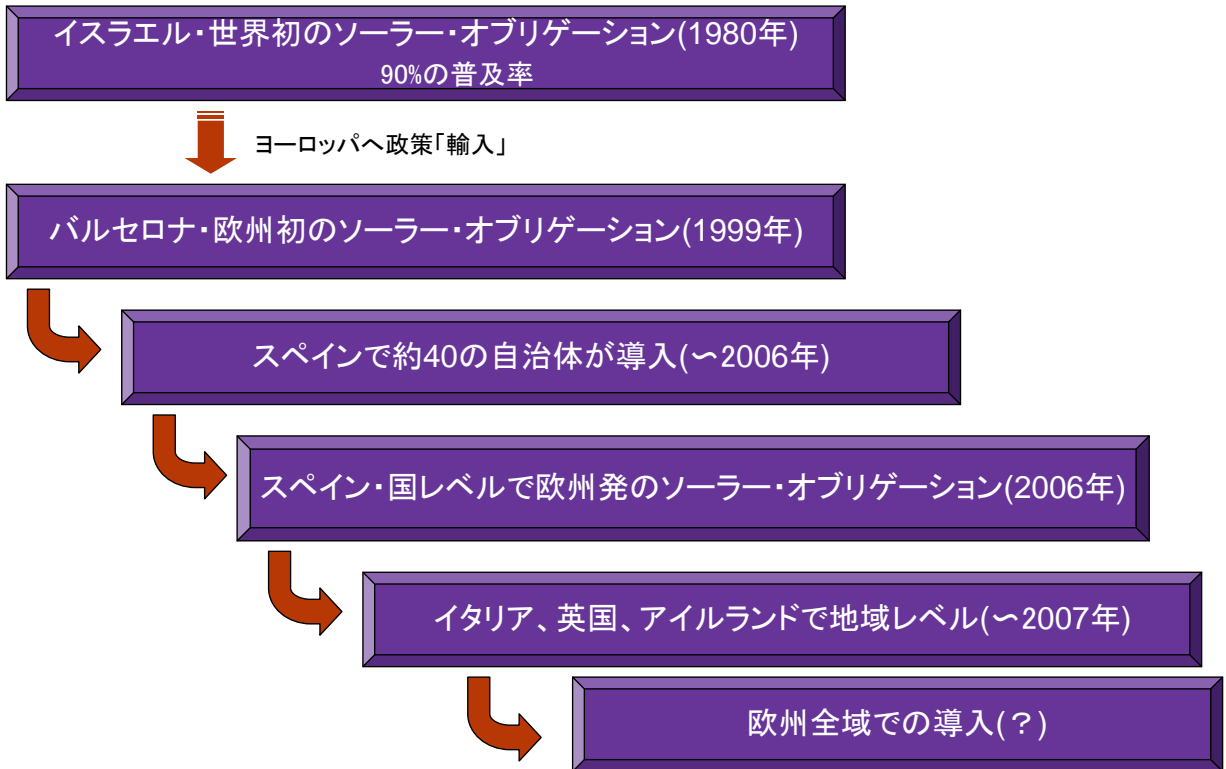 イスラエル・世界初のソーラー・オブリゲーション(1980年)
90%の普及率
ヨーロッパへ政策「輸入」
バルセロナ・欧州初のソーラー・オブリゲーション(1999年)
スペインで約40の自治体が導入(〜2006年)
スペイン・国レベルで欧州発のソーラー・オブリゲーション(2006年)
イタリア、英国、アイルランドで地域レベル(〜2007年)
欧州全域での導入(？)